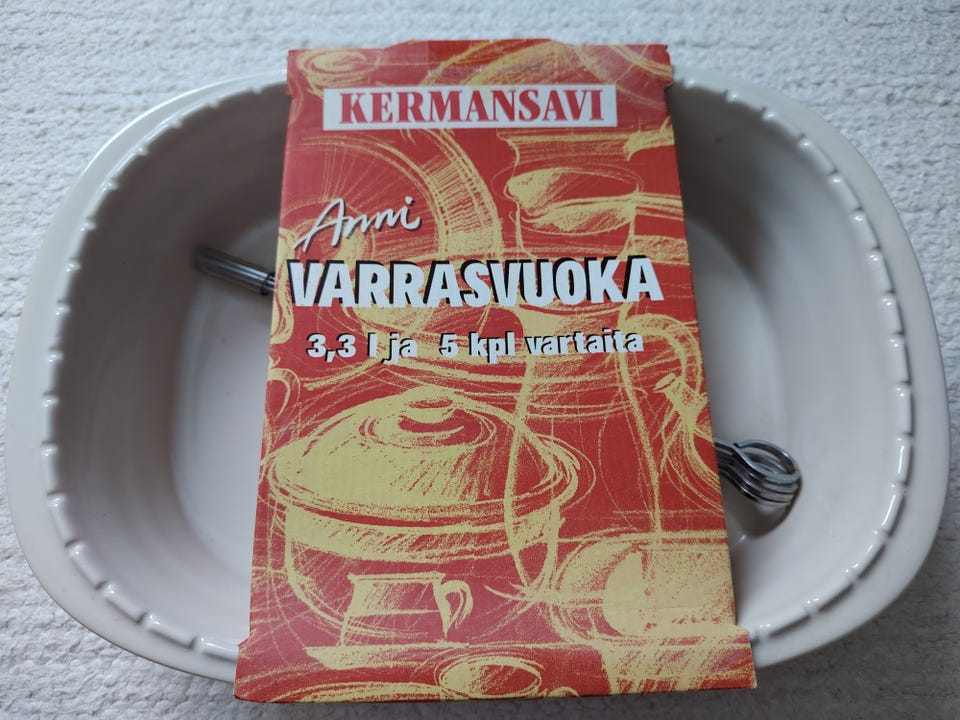 KERMANSAVI
Anni
VARRASVUOKA
3,3 l ja 5 kpl vartaita